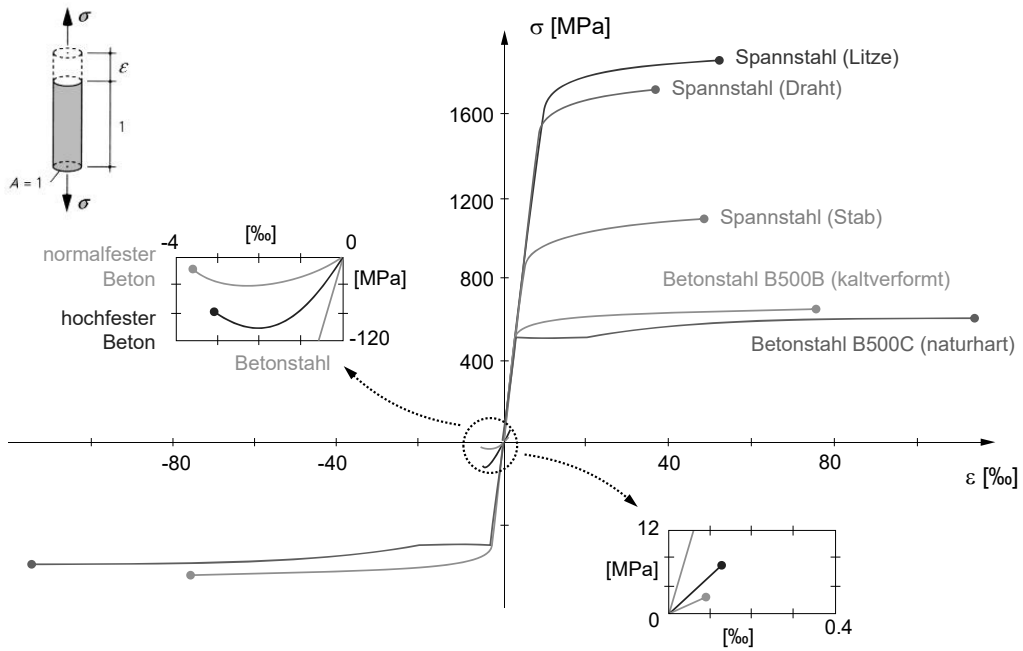 σ
ε
1
A = 1
σ
σ [MPa]
Spannstahl (Litze)
Spannstahl (Draht)
1600
1200
Spannstahl (Stab)
800
Betonstahl B500B (kaltverformt)
Betonstahl B500C (naturhart)
400
-4
[‰]
0
normalfester
Beton
[MPa]
hochfester
Beton
-120
Betonstahl
-80
-40
40
80
ε [‰]
12
[MPa]
0
[‰]
0.4